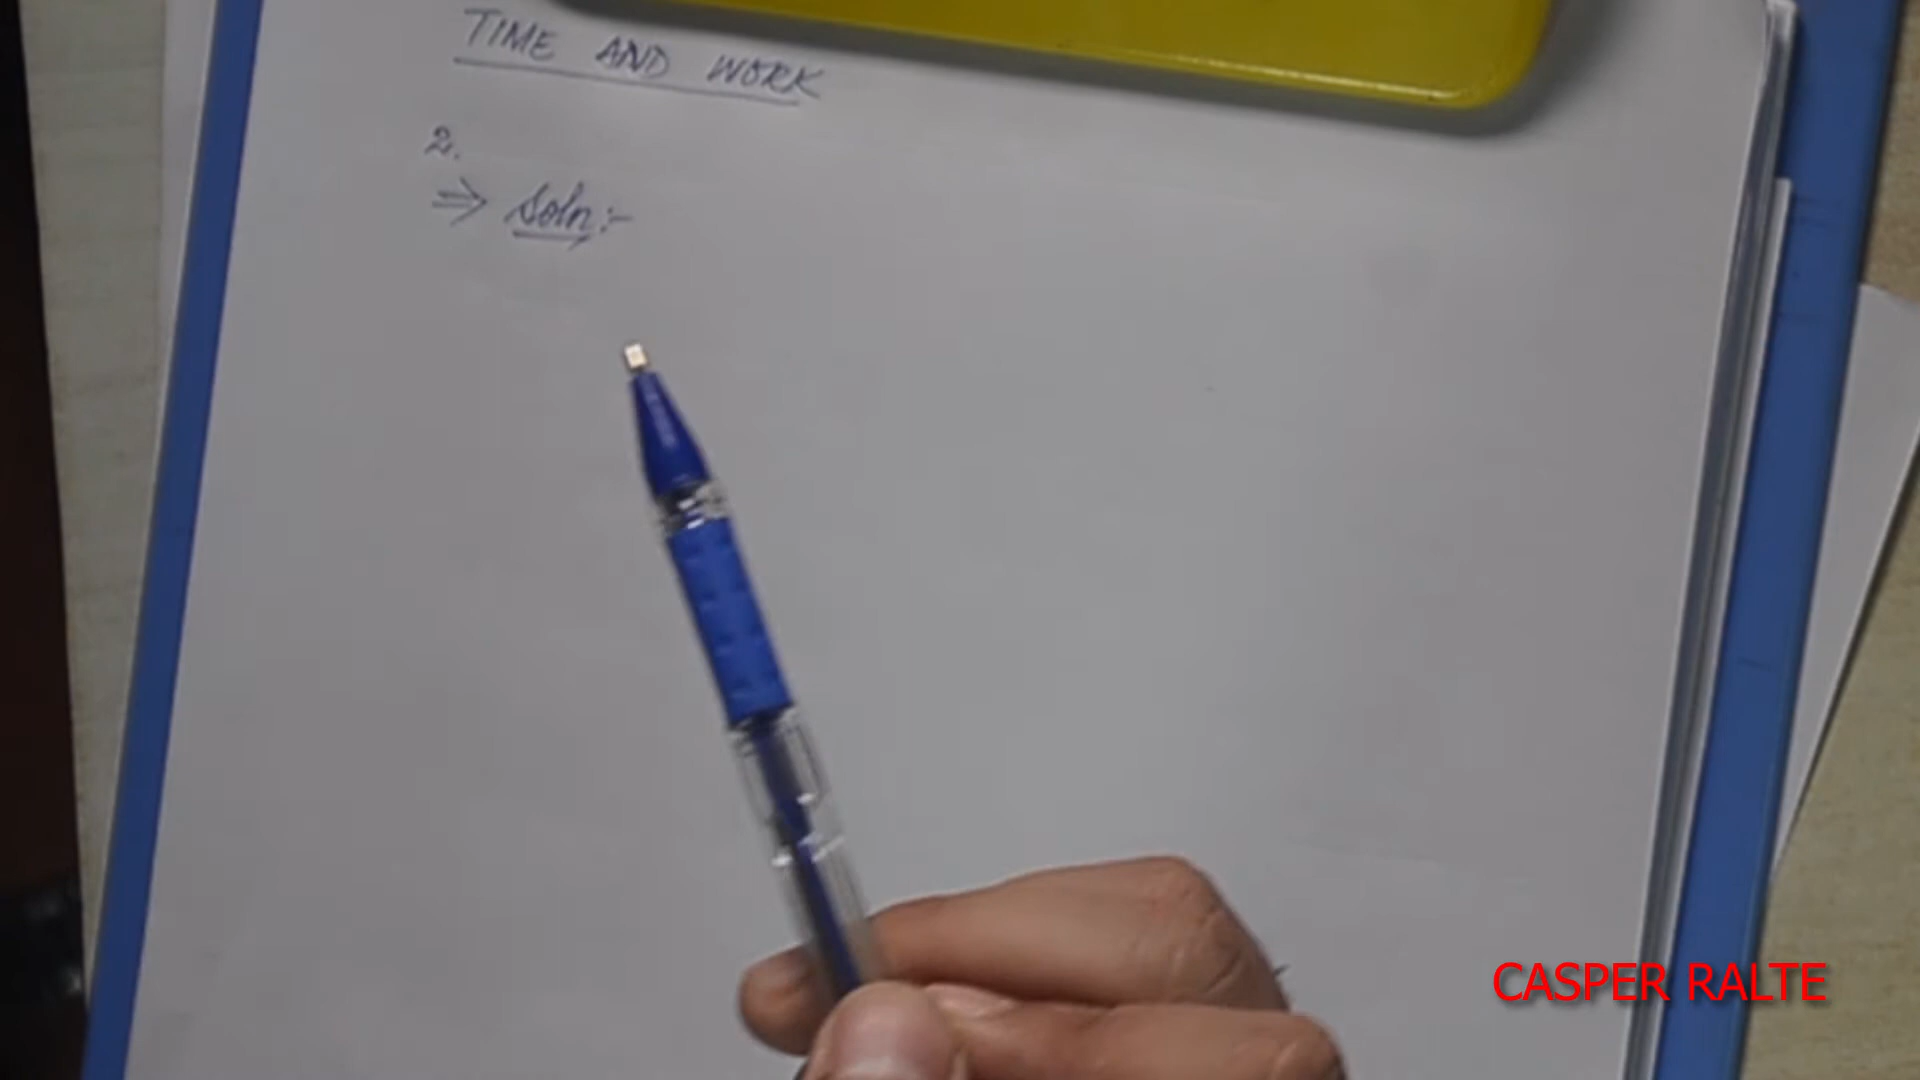 TIME AND WORK
2.
⇒ Soln:-
CASPER RALTE